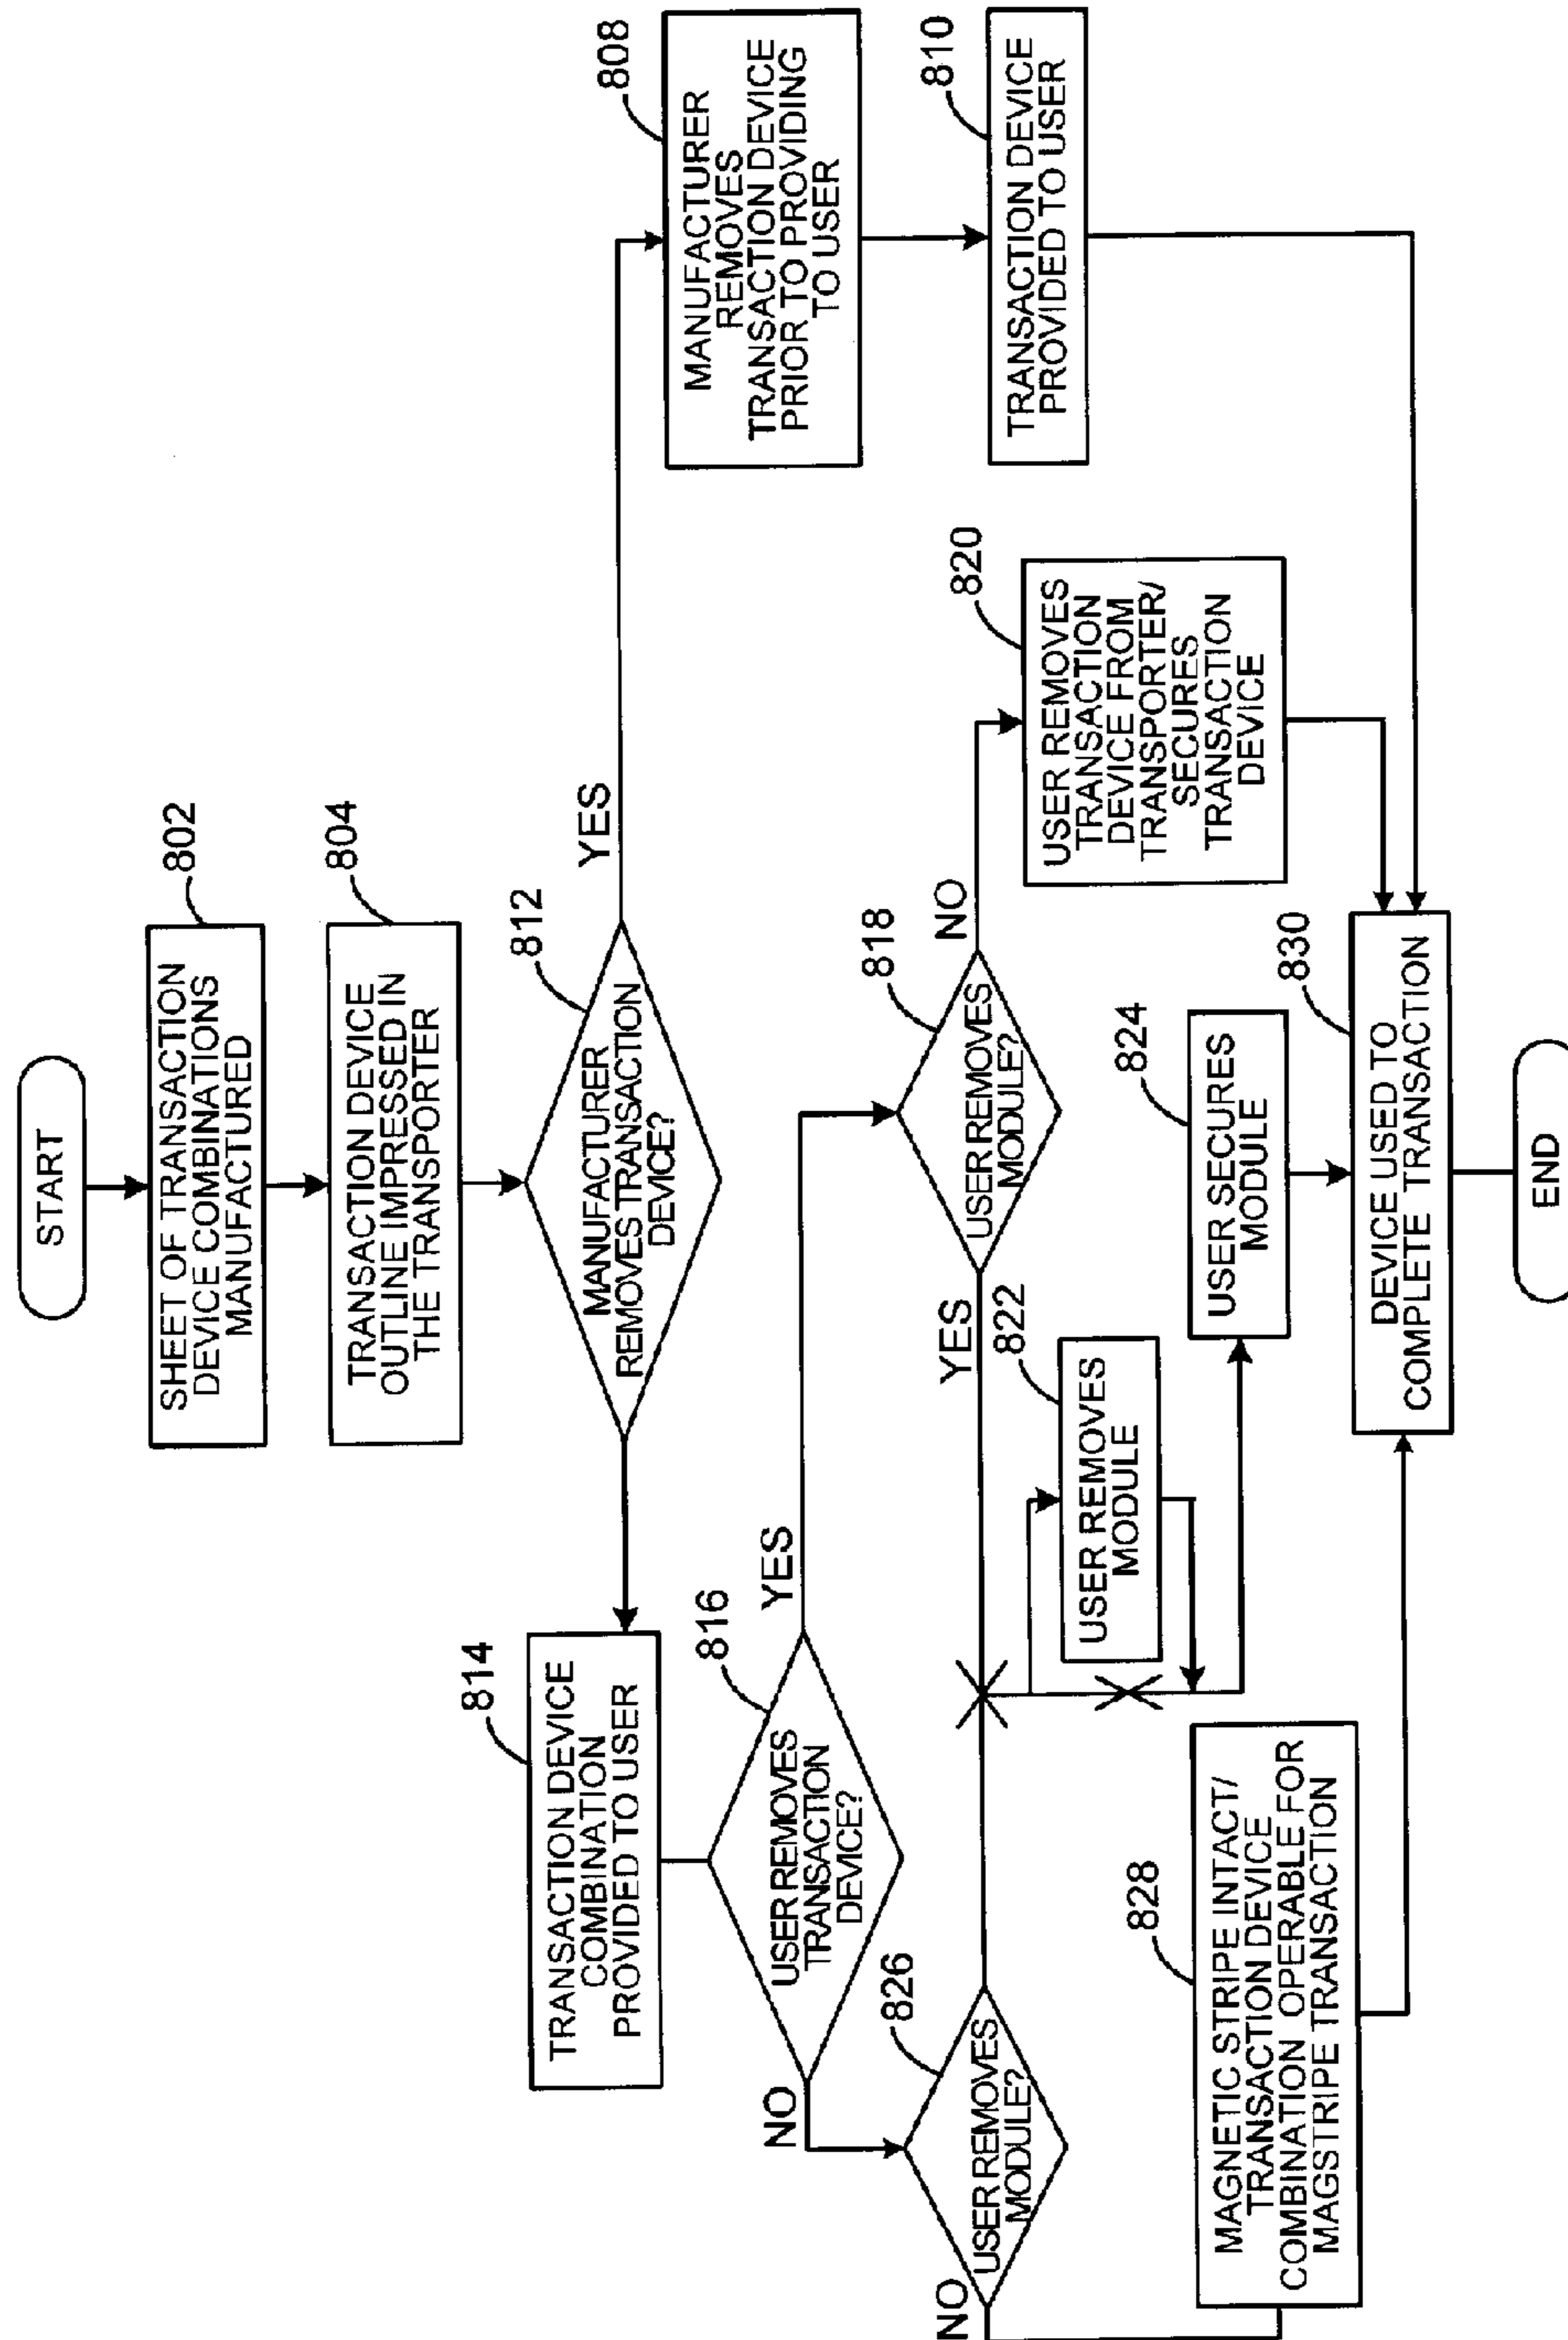 START
802
SHEET OF TRANSACTION
DEVICE COMBINATIONS
MANUFACTURED
804
TRANSACTION DEVICE
OUTLINE IMPRESSED IN
THE TRANSPORTER
812
MANUFACTURER
REMOVES TRANSACTION
DEVICE?
YES
808
MANUFACTURER
REMOVES
TRANSACTION DEVICE
PRIOR TO PROVIDING
TO USER
810
TRANSACTION DEVICE
PROVIDED TO USER
814
TRANSACTION DEVICE
COMBINATION
PROVIDED TO USER
816
USER REMOVES
TRANSACTION
DEVICE?
YES
NO
818
USER REMOVES
MODULE?
NO
YES
820
USER REMOVES
TRANSACTION
DEVICE FROM
TRANSPORTER/
SECURES
TRANSACTION
DEVICE
822
USER REMOVES
MODULE
824
USER SECURES
MODULE
826
USER REMOVES
MODULE?
NO
828
MAGNETIC STRIPE INTACT/
TRANSACTION DEVICE
COMBINATION OPERABLE FOR
MAGSTRIPE TRANSACTION
830
DEVICE USED TO
COMPLETE TRANSACTION
END